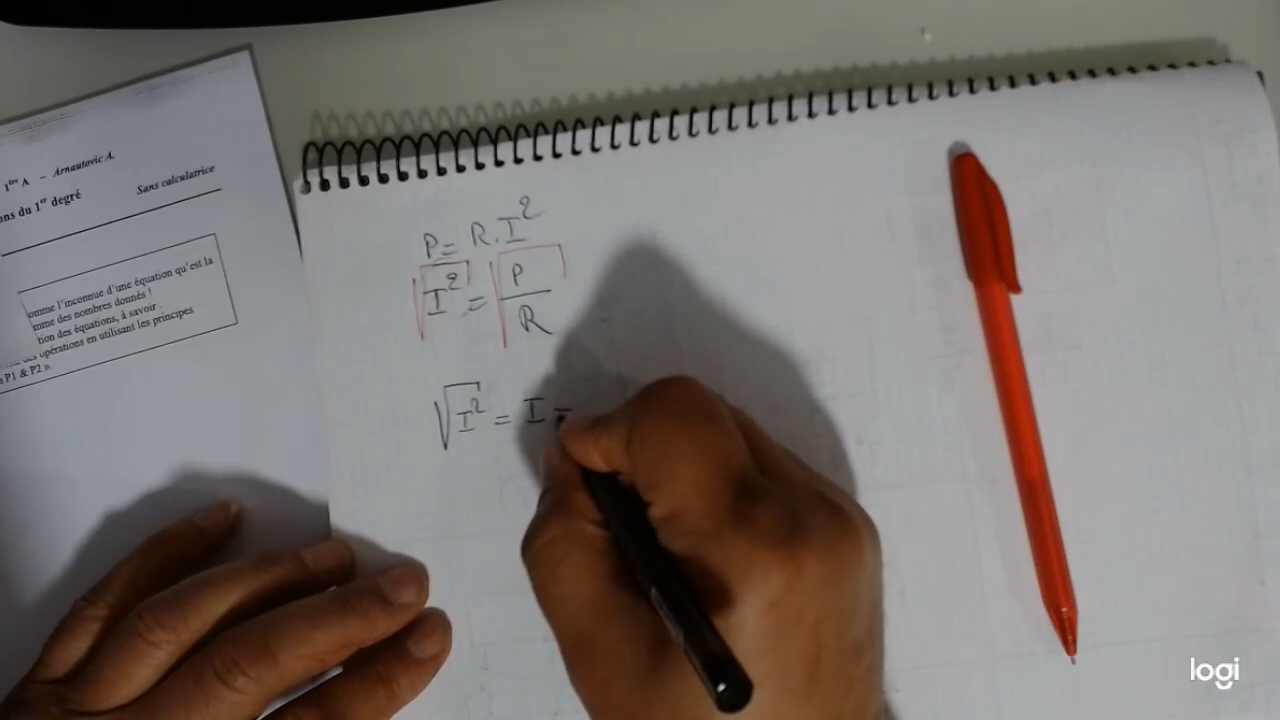 1ère A - Arnautovic A.
ons du 1er degré Sans calculatrice
omme l'inconnue d'une équation qu'est la
mme des nombres donnés !
tion des équations, à savoir :
des opérations en utilisant les principes
P1 & P2 ».
P = R.I²
√I² = √P/R
√I² = I =
logi